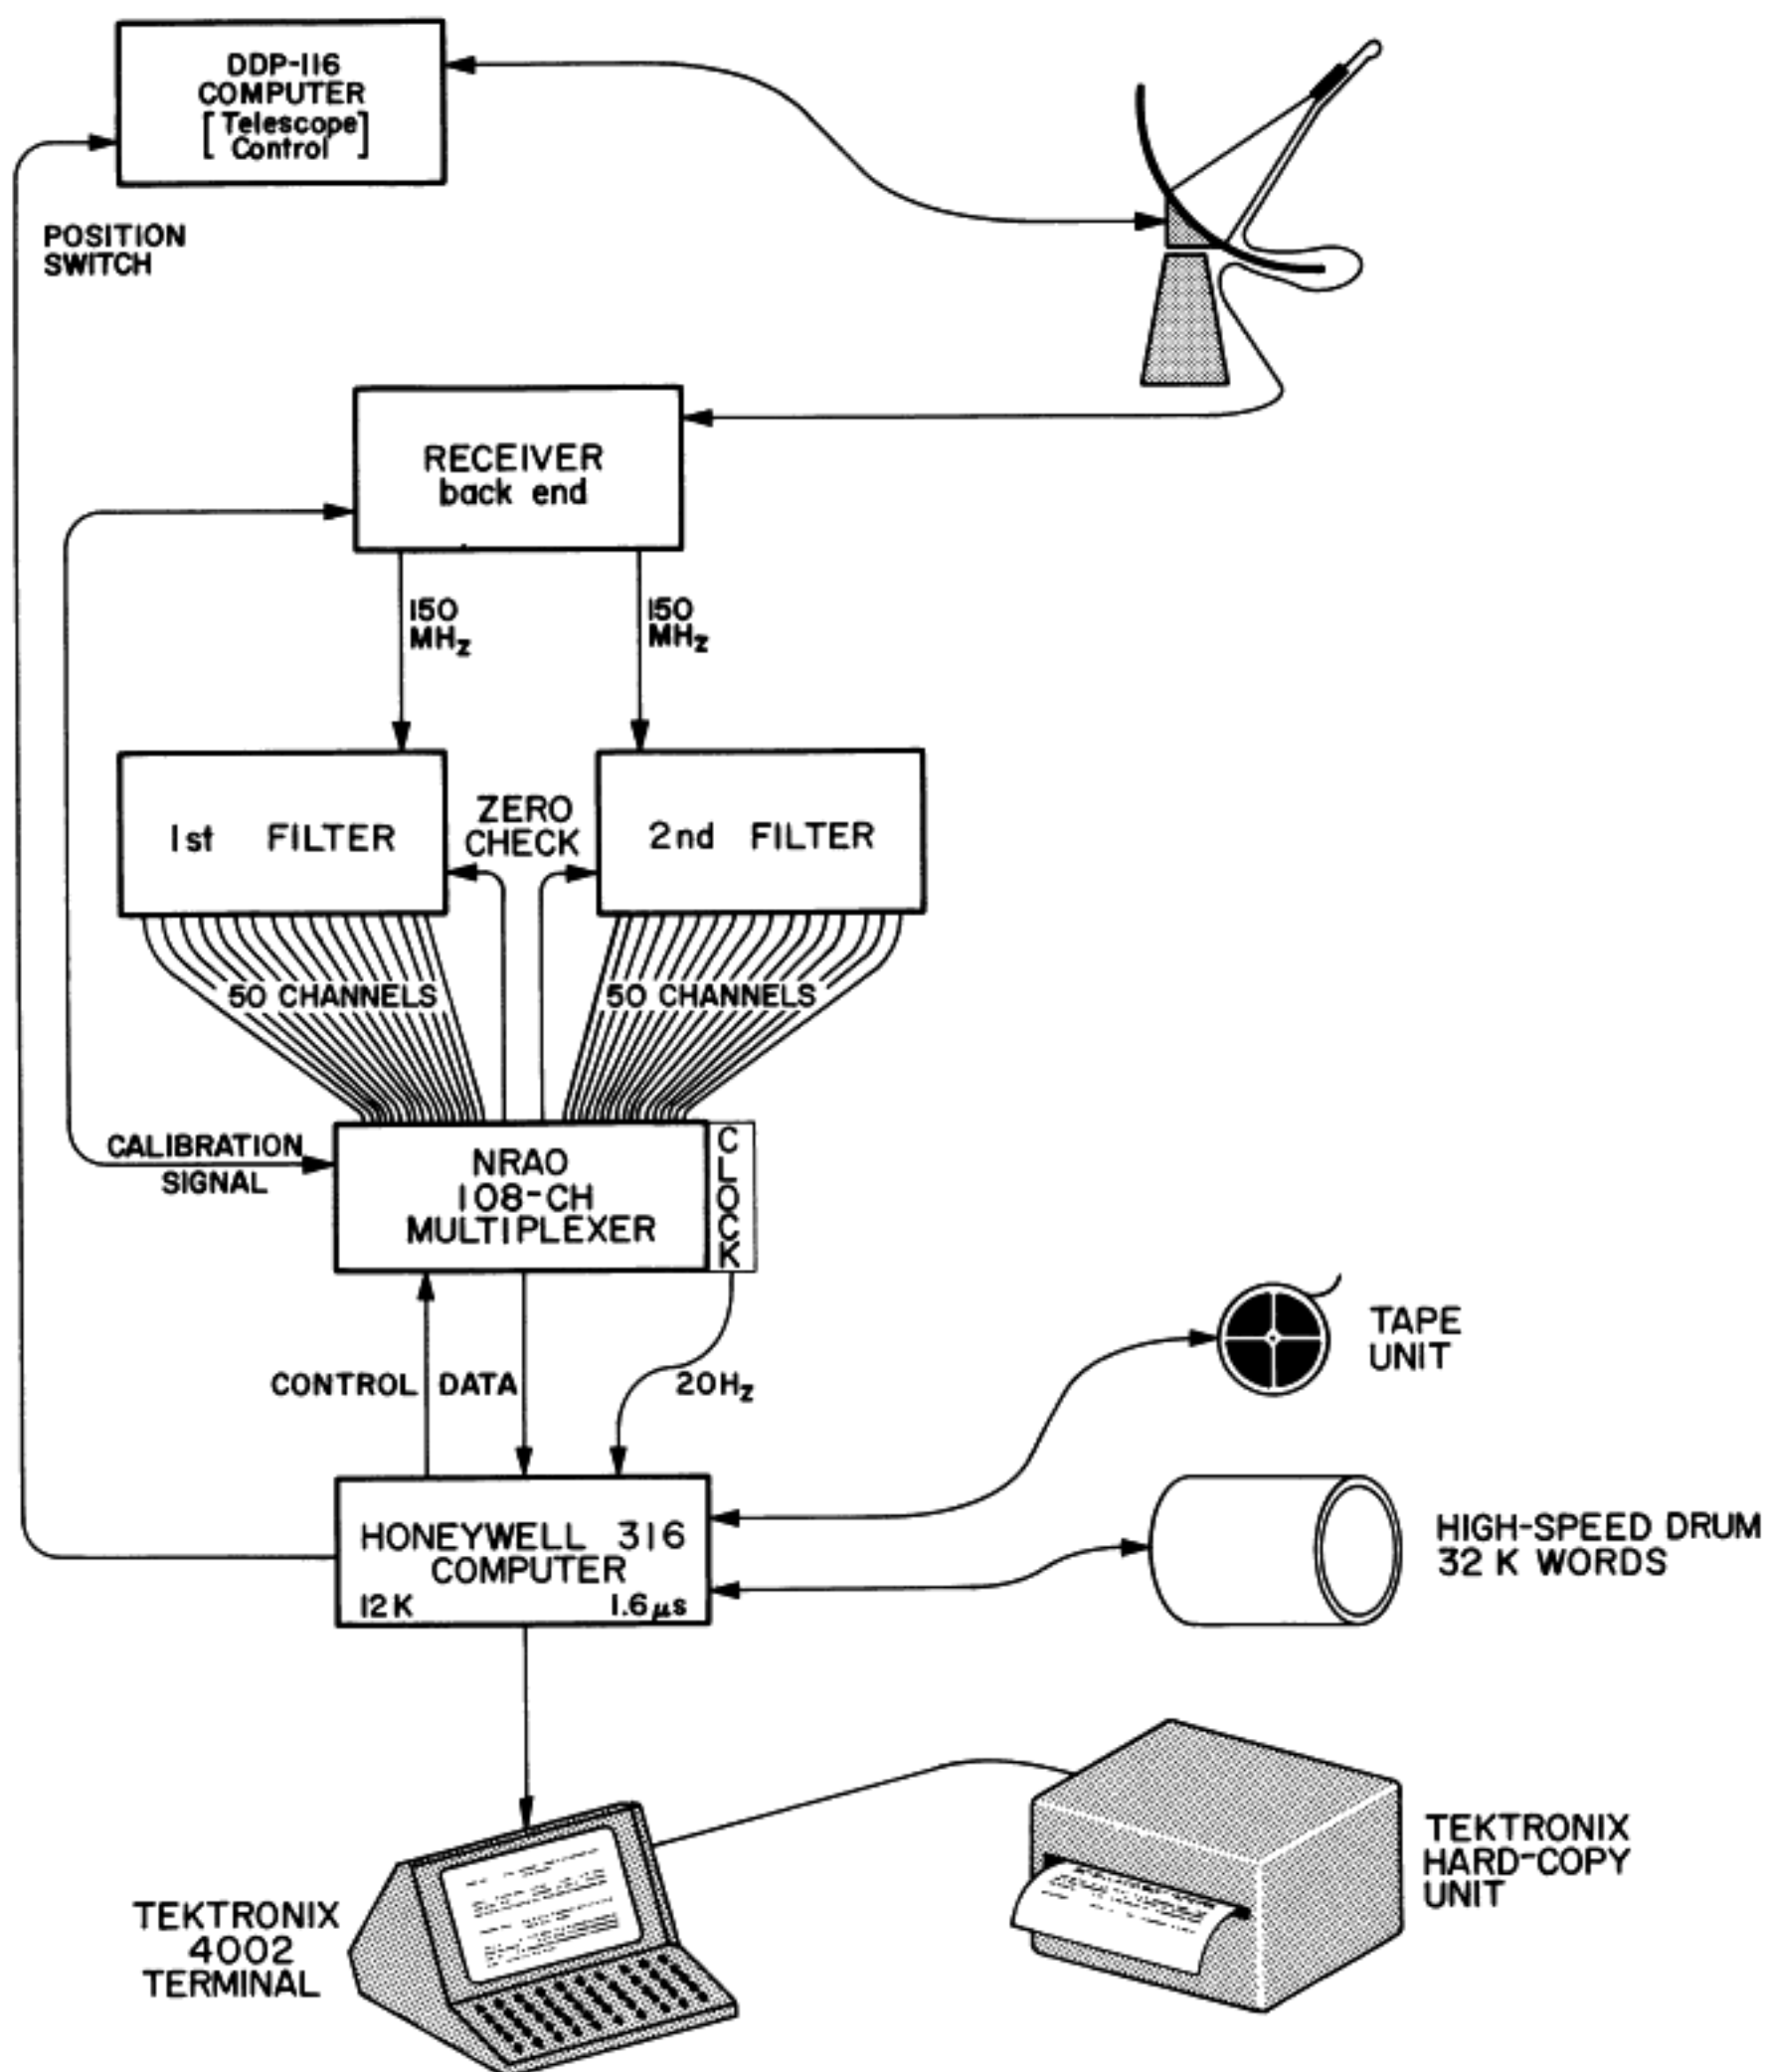 DDP-116
COMPUTER
[Telescope]
[Control]
POSITION
SWITCH
RECEIVER
back end
150
MHz
150
MHz
1st FILTER
ZERO
CHECK
2nd FILTER
50 CHANNELS
50 CHANNELS
CALIBRATION
SIGNAL
NRAO
108-CH
MULTIPLEXER
CLOCK
CONTROL
DATA
20Hz
TAPE
UNIT
HONEYWELL 316
COMPUTER
12K 1.6μs
HIGH-SPEED DRUM
32 K WORDS
TEKTRONIX
4002
TERMINAL
TEKTRONIX
HARD-COPY
UNIT